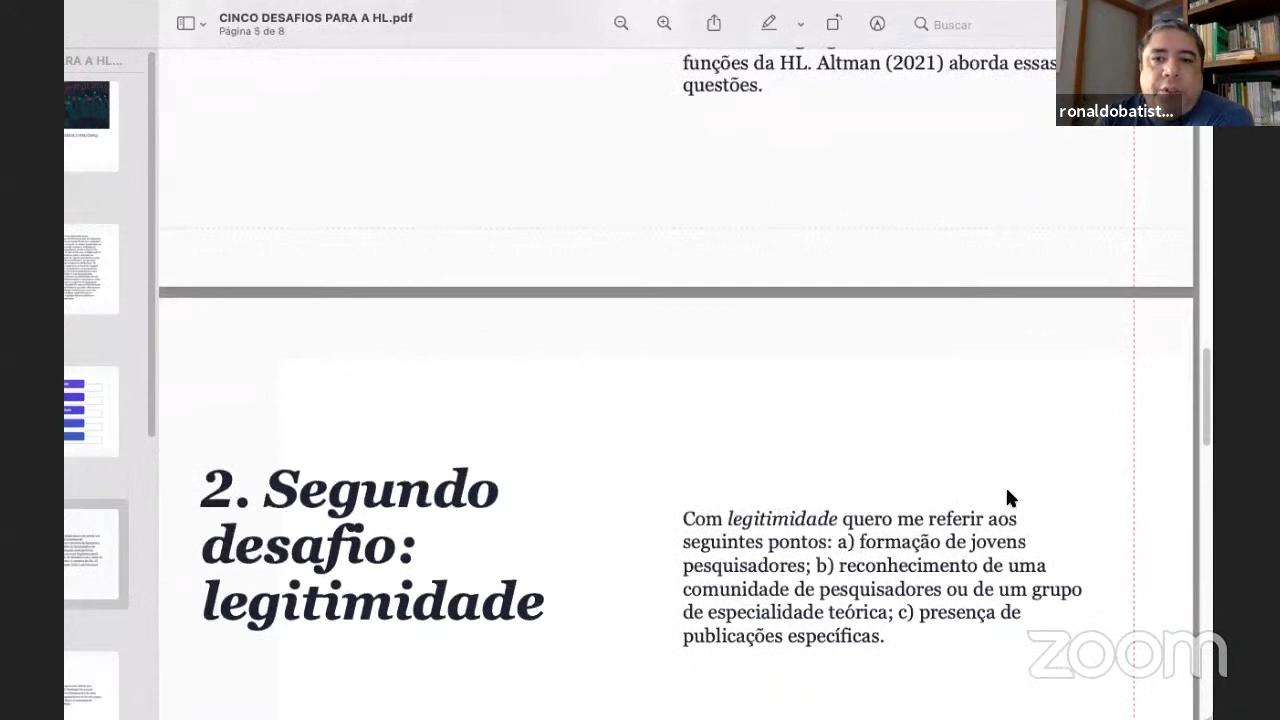 CINCO DESAFIOS PARA A HL.pdf
Página 5 de 8
Buscar
RA A HL...
funções da HL. Altman (2021) aborda essas
questões.
ronaldobatist...
2. Segundo
desafio:
legitimidade
Com legitimidade quero me referir aos
seguintes pontos: a) formação de jovens
pesquisadores; b) reconhecimento de uma
comunidade de pesquisadores ou de um grupo
de especialidade teórica; c) presença de
publicações específicas.
zoom